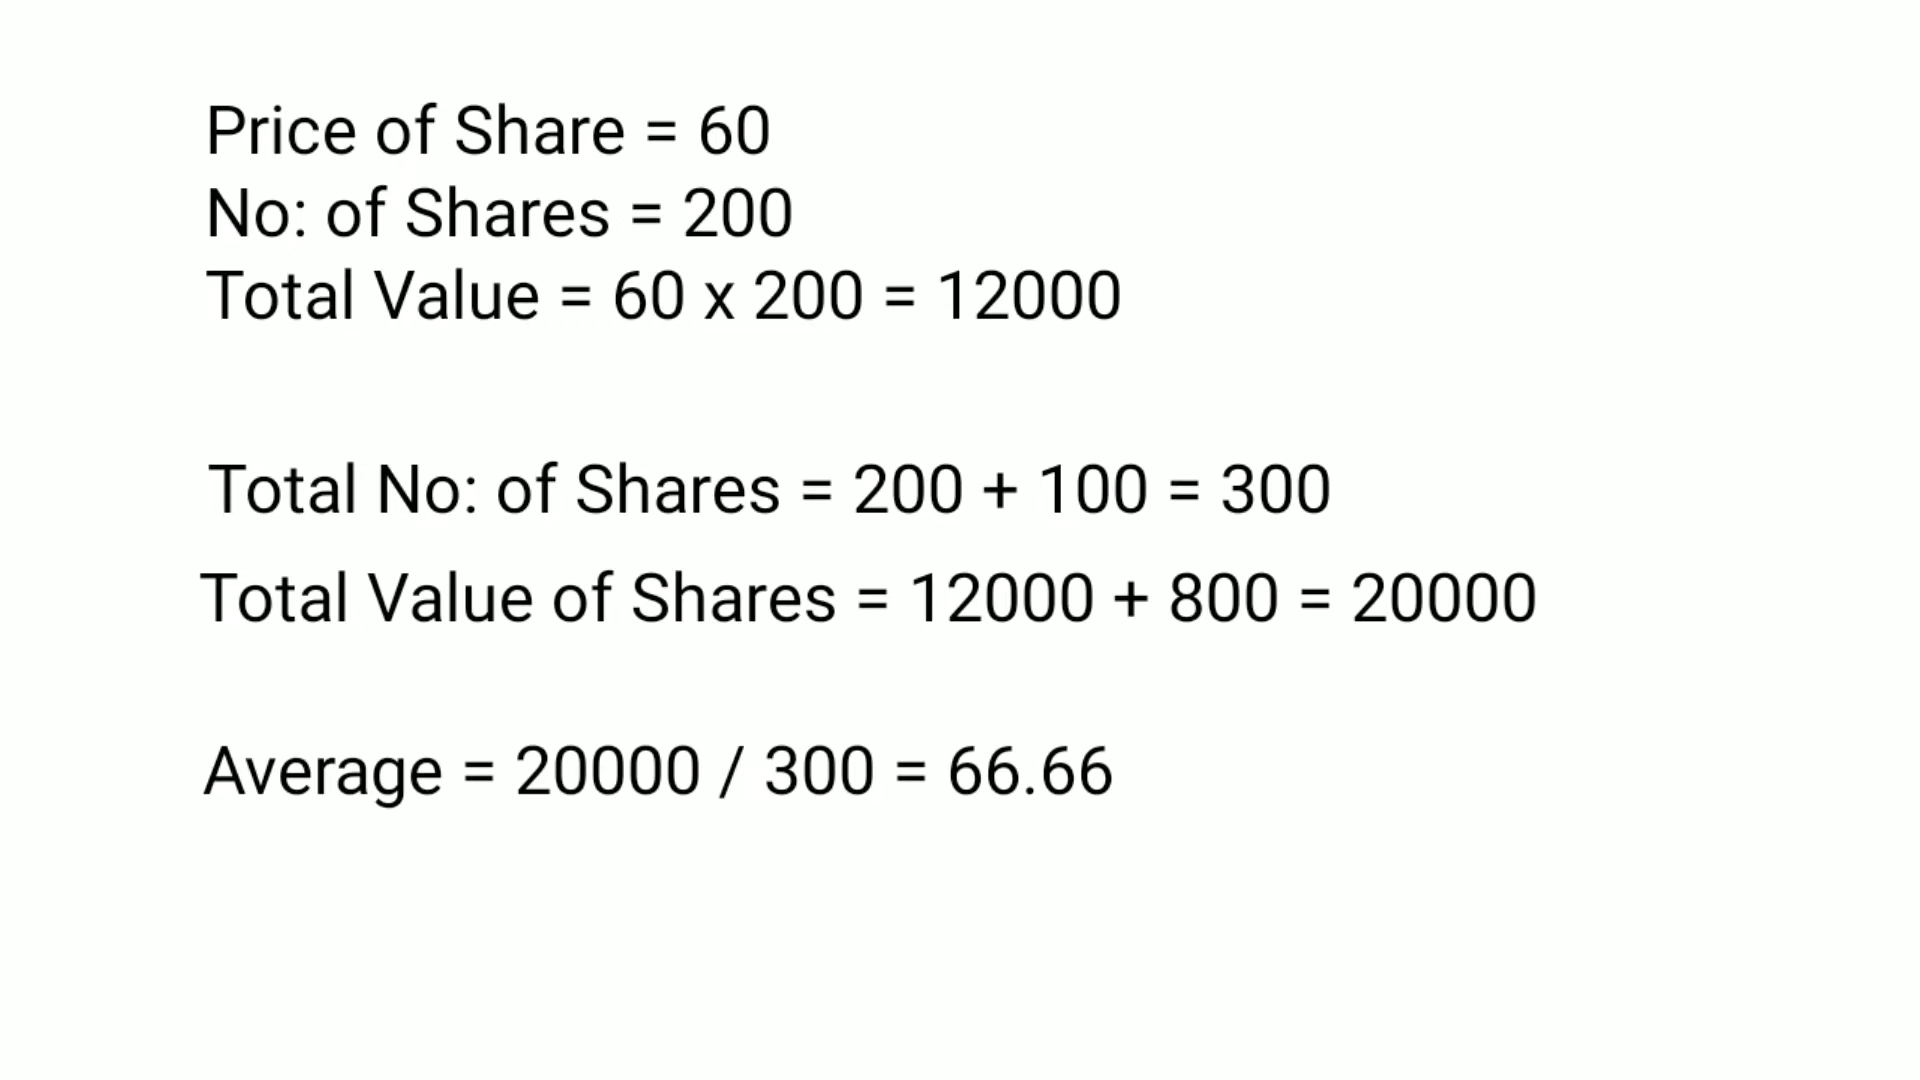 Price of Share = 60
No: of Shares = 200
Total Value = 60 x 200 = 12000
Total No: of Shares = 200 + 100 = 300
Total Value of Shares = 12000 + 800 = 20000
Average = 20000 / 300 = 66.66